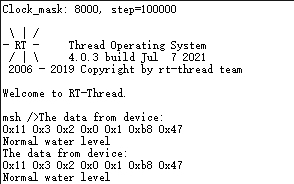 Clock_mask: 8000, step=100000
\ | /
- RT -     Thread Operating System
/ | \     4.0.3 build Jul  7 2021
2006 - 2019 Copyright by rt-thread team
Welcome to RT-Thread.
msh />The data from device:
0x11 0x3 0x2 0x0 0x1 0xb8 0x47
Normal water level
The data from device:
0x11 0x3 0x2 0x0 0x1 0xb8 0x47
Normal water level